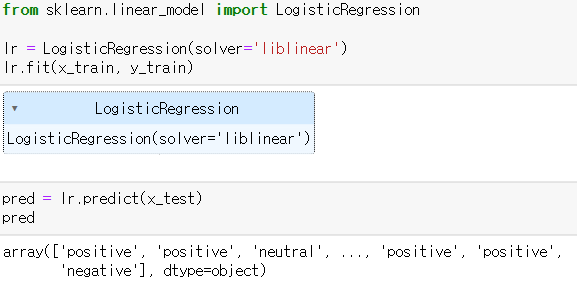 from sklearn.linear_model import LogisticRegression
lr = LogisticRegression(solver='liblinear')
lr.fit(x_train, y_train)
▾ LogisticRegression
LogisticRegression(solver='liblinear')
pred = lr.predict(x_test)
pred
array(['positive', 'positive', 'neutral', ..., 'positive', 'positive',
'negative'], dtype=object)